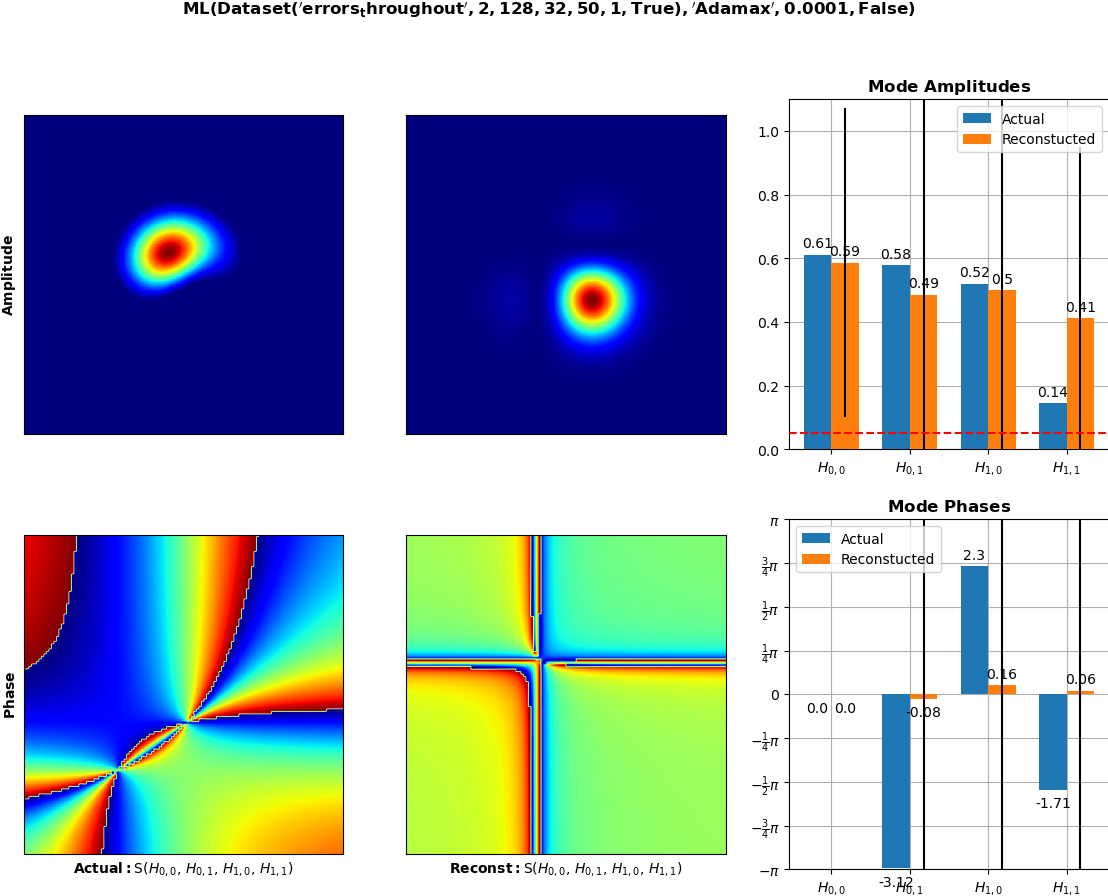 ML(Dataset('errors_throughout', 2, 128, 32, 50, 1, True), 'Adamax', 0.0001, False)
Amplitude
Mode Amplitudes
Actual
Reconstucted
1.0
0.8
0.6
0.4
0.2
0.0
0.61
0.59
0.58
0.49
0.52
0.5
0.14
0.41
H0,0
H0,1
H1,0
H1,1
Phase
Actual: S(H0,0, H0,1, H1,0, H1,1)
Reconst: S(H0,0, H0,1, H1,0, H1,1)
Mode Phases
Actual
Reconstucted
π
3/4π
1/2π
1/4π
0
−1/4π
−1/2π
−3/4π
−π
0.0
0.0
-3.12
-0.08
2.3
0.16
-1.71
0.06
H0,0
H0,1
H1,0
H1,1